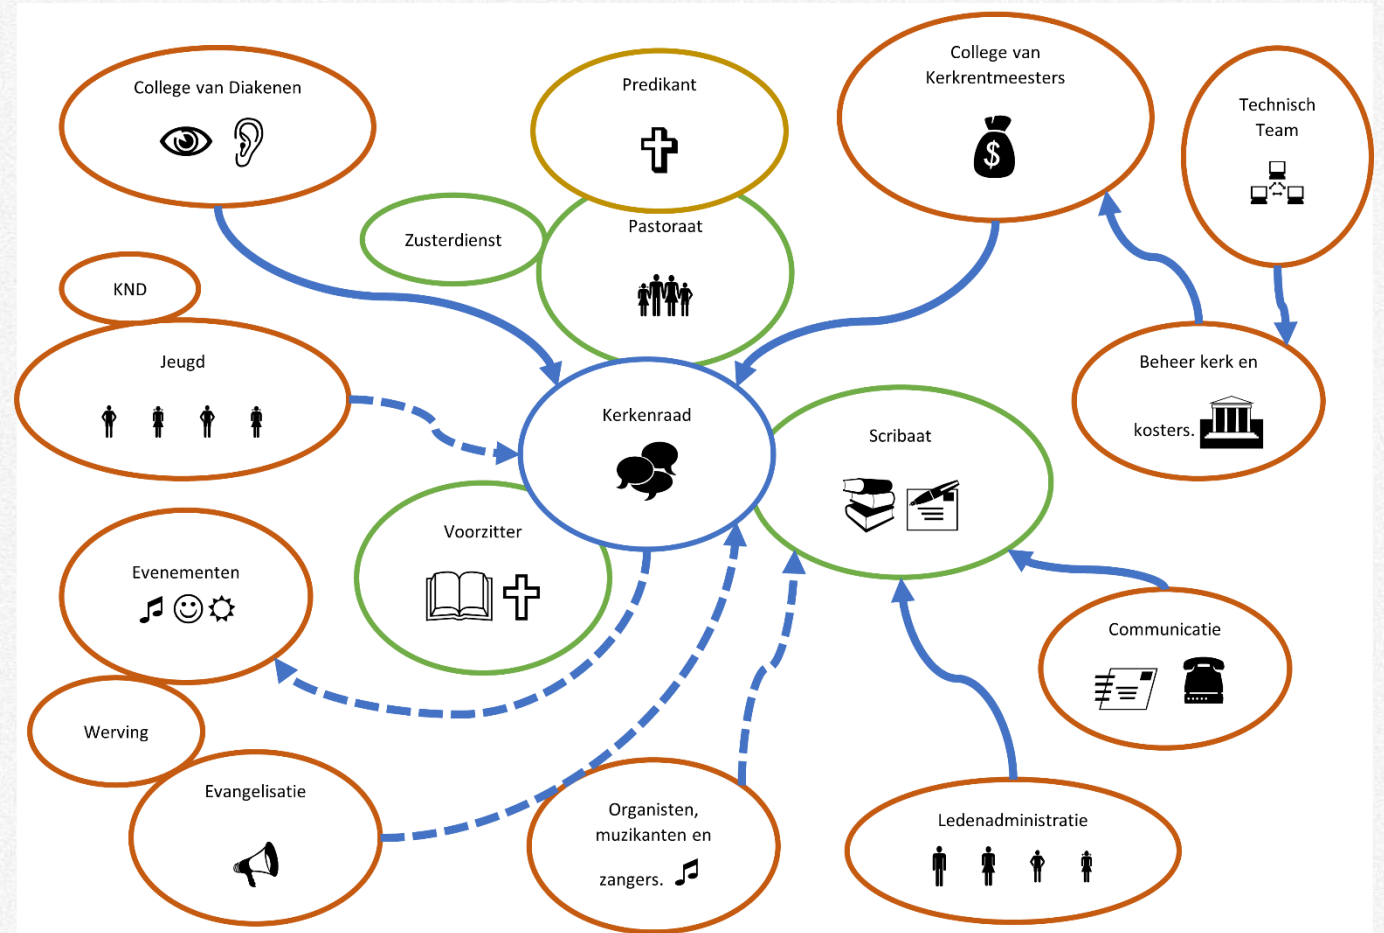 College van Diakenen
Predikant
College van
Kerkrentmeesters
Technisch
Team
Zusterdienst
Pastoraat
KND
Jeugd
Kerkenraad
Scribaat
Beheer kerk en
kosters.
Voorzitter
Evenementen
Communicatie
Werving
Evangelisatie
Organisten,
muzikanten en
zangers.
Ledenadministratie